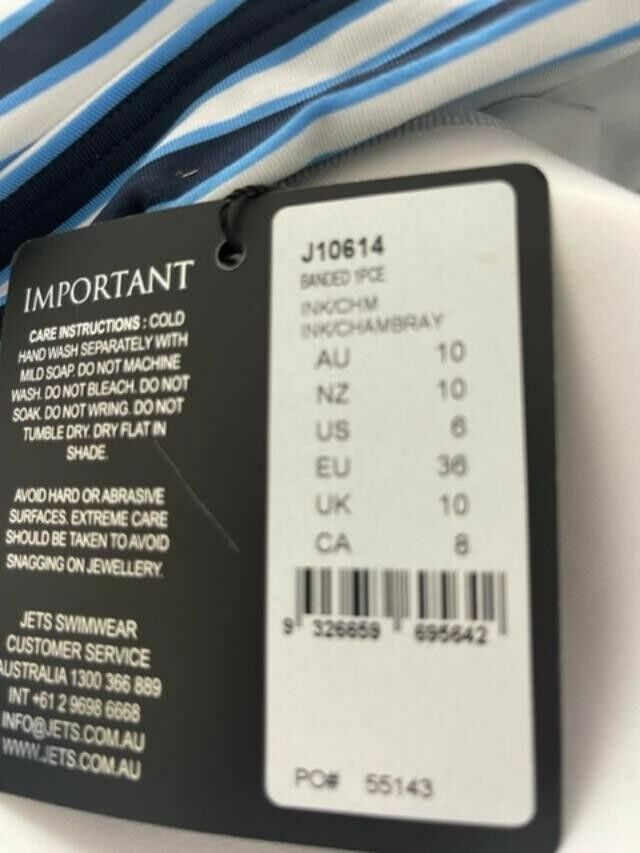 IMPORTANT
CARE INSTRUCTIONS : COLD
HAND WASH SEPARATELY WITH
MILD SOAP. DO NOT MACHINE
WASH. DO NOT BLEACH. DO NOT
SOAK. DO NOT WRING. DO NOT
TUMBLE DRY. DRY FLAT IN
SHADE.
AVOID HARD OR ABRASIVE
SURFACES. EXTREME CARE
SHOULD BE TAKEN TO AVOID
SNAGGING ON JEWELLERY.
JETS SWIMWEAR
CUSTOMER SERVICE
AUSTRALIA 1300 366 889
INT +61 2 9698 6668
INFO@JETS.COM.AU
WWW.JETS.COM.AU
J10614
BANDED 1PCE
INK/CHM
INK/CHAMBRAY
AU 10
NZ 10
US 6
EU 36
UK 10
CA 8
9 326659 695642
PO# 55143